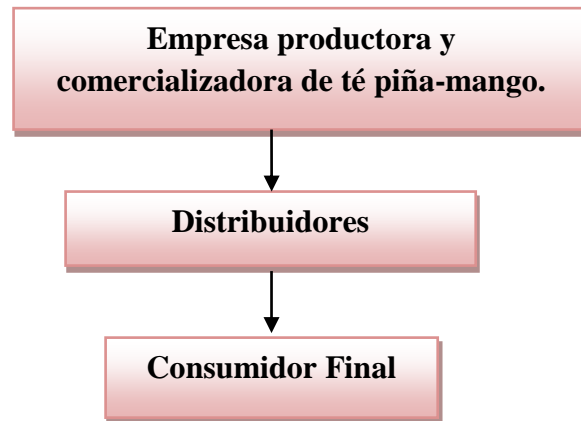 Empresa productora y
comercializadora de té piña-mango.
Distribuidores
Consumidor Final